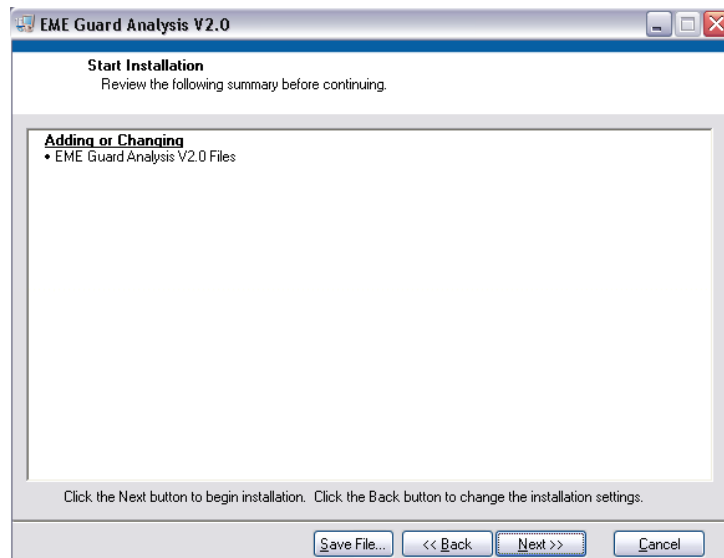 EME Guard Analysis V2.0
Start Installation
Review the following summary before continuing.
Adding or Changing
• EME Guard Analysis V2.0 Files
Click the Next button to begin installation. Click the Back button to change the installation settings.
Save File... << Back Next >> Cancel